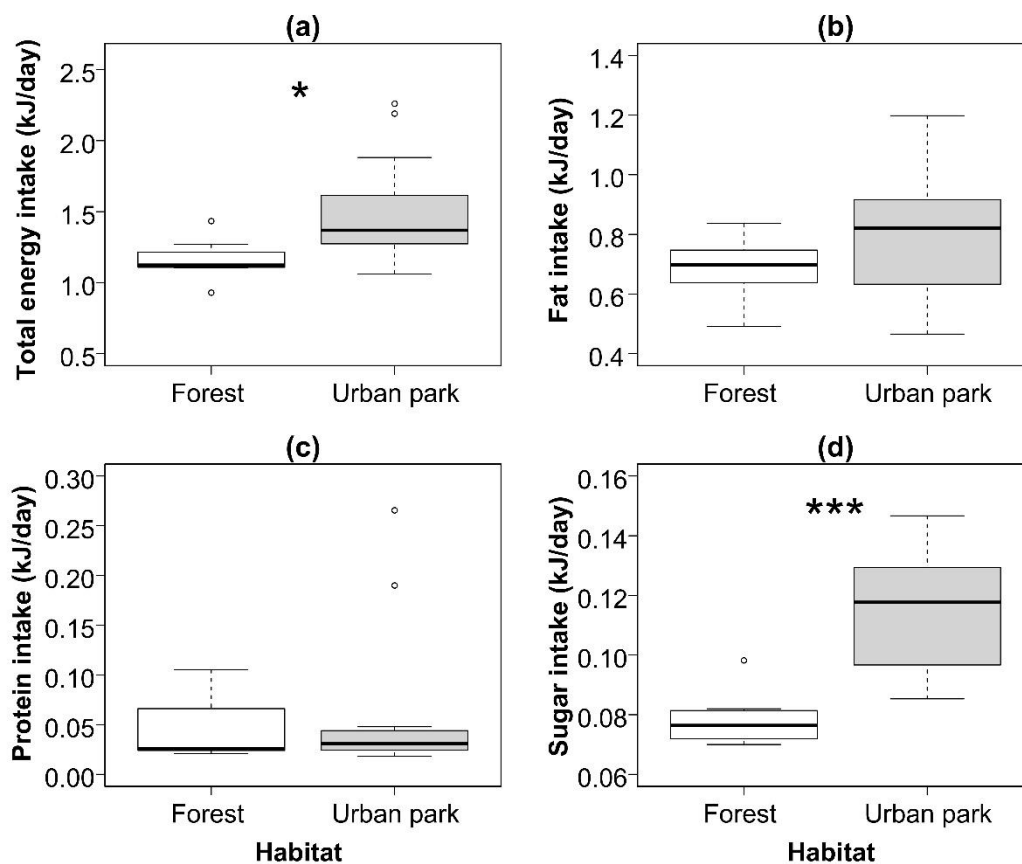 (a)
Total energy intake (kJ/day)
2.5
2.0
1.5
1.0
0.5
*
Forest Urban park
(b)
Fat intake (kJ/day)
1.4
1.2
1.0
0.8
0.6
0.4
Forest Urban park
(c)
Protein intake (kJ/day)
0.30
0.25
0.20
0.15
0.10
0.05
0.00
Forest Urban park
Habitat
(d)
Sugar intake (kJ/day)
0.16
0.14
0.12
0.10
0.08
0.06
***
Forest Urban park
Habitat